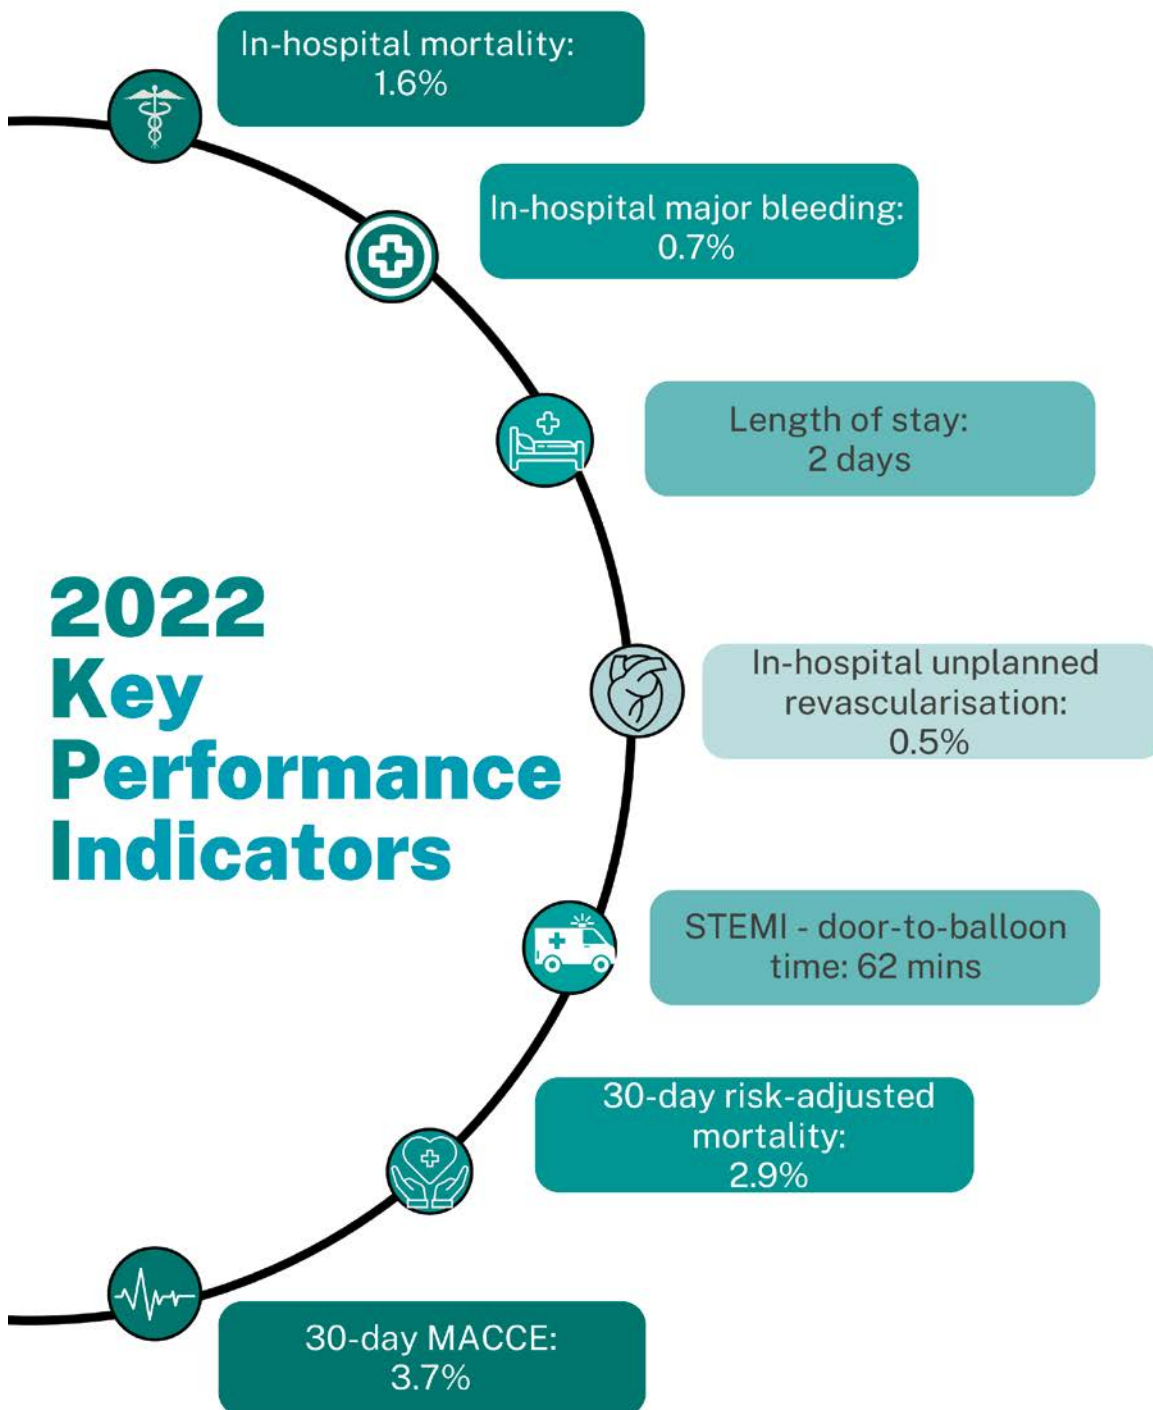 In-hospital mortality:
1.6%
In-hospital major bleeding:
0.7%
Length of stay:
2 days
2022
Key
Performance
Indicators
In-hospital unplanned
revascularisation:
0.5%
STEMI - door-to-balloon
time: 62 mins
30-day risk-adjusted
mortality:
2.9%
30-day MACCE:
3.7%